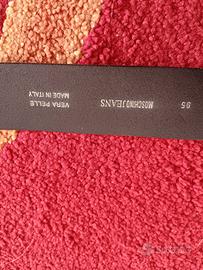 95
MOSCHINO JEANS
VERA PELLE
MADE IN ITALY